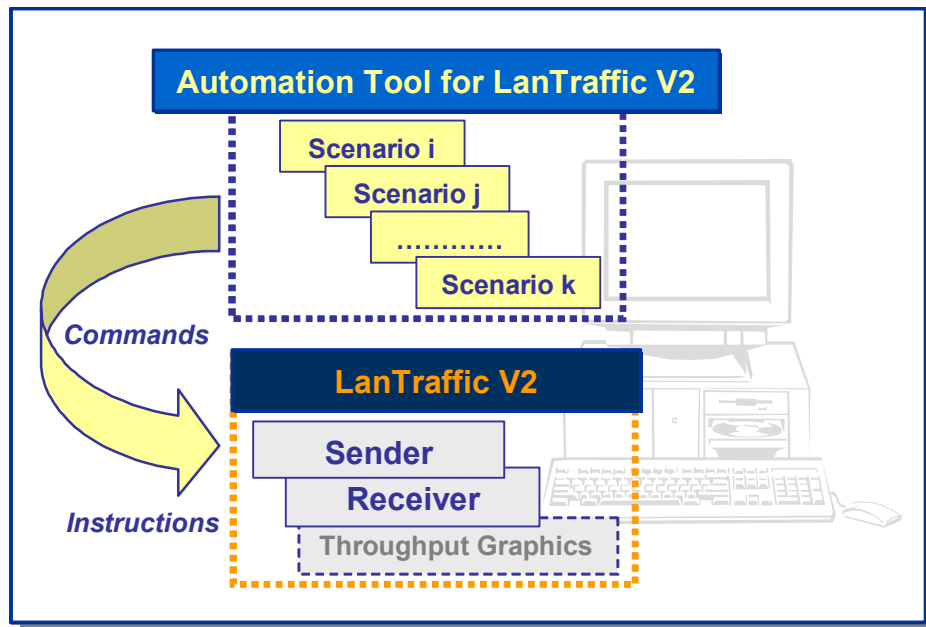 Automation Tool for LanTraffic V2
Scenario i
Scenario j
............
Scenario k
Commands
LanTraffic V2
Sender
Receiver
Instructions
Throughput Graphics